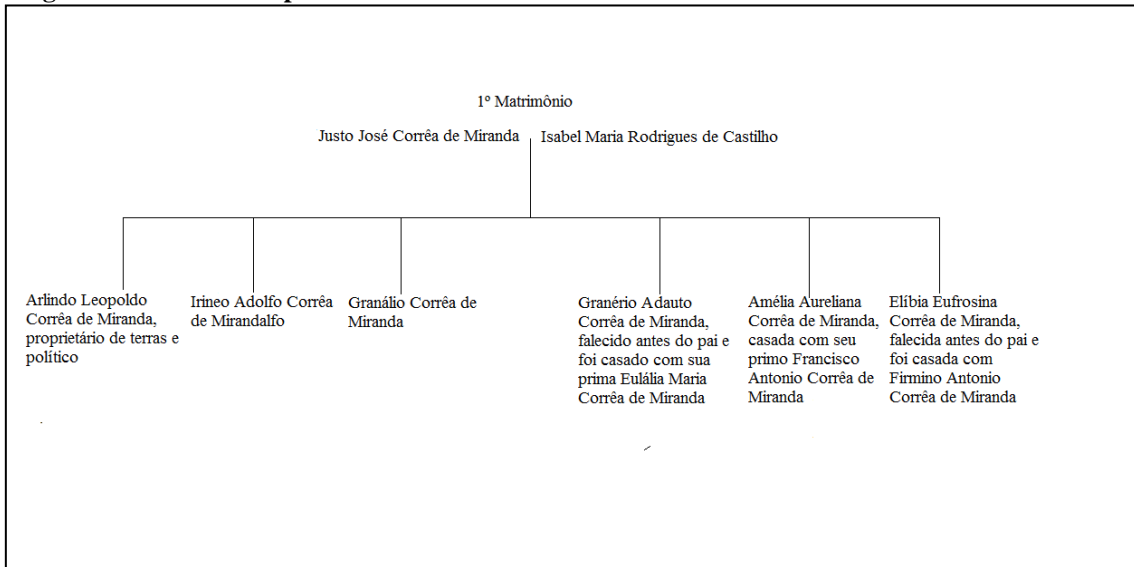 1º Matrimônio
Justo José Corrêa de Miranda
Isabel Maria Rodrigues de Castilho
Arlindo Leopoldo
Corrêa de Miranda,
proprietário de terras e
político
Irineo Adolfo Corrêa
de Mirandalfo
Granálio Corrêa de
Miranda
Granério Adauto
Corrêa de Miranda,
falecido antes do pai e
foi casado com sua
prima Eulália Maria
Corrêa de Miranda
Amélia Aureliana
Corrêa de Miranda,
casada com seu
primo Francisco
Antonio Corrêa de
Miranda
Elíbia Eufrosina
Corrêa de Miranda,
falecida antes do pai e
foi casada com
Firmino Antonio
Corrêa de Miranda